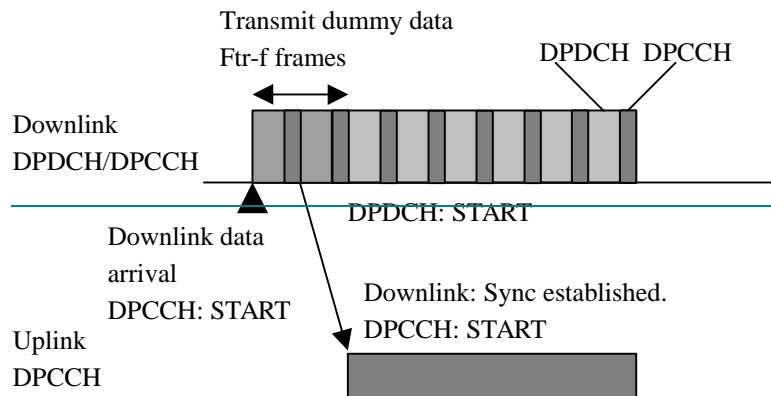 Transmit dummy data
Ftr-f frames
DPDCH DPCCH
Downlink
DPDCH/DPCCH
DPDCH: START
Downlink data
arrival
DPCCH: START
Downlink: Sync established.
DPCCH: START
Uplink
DPCCH